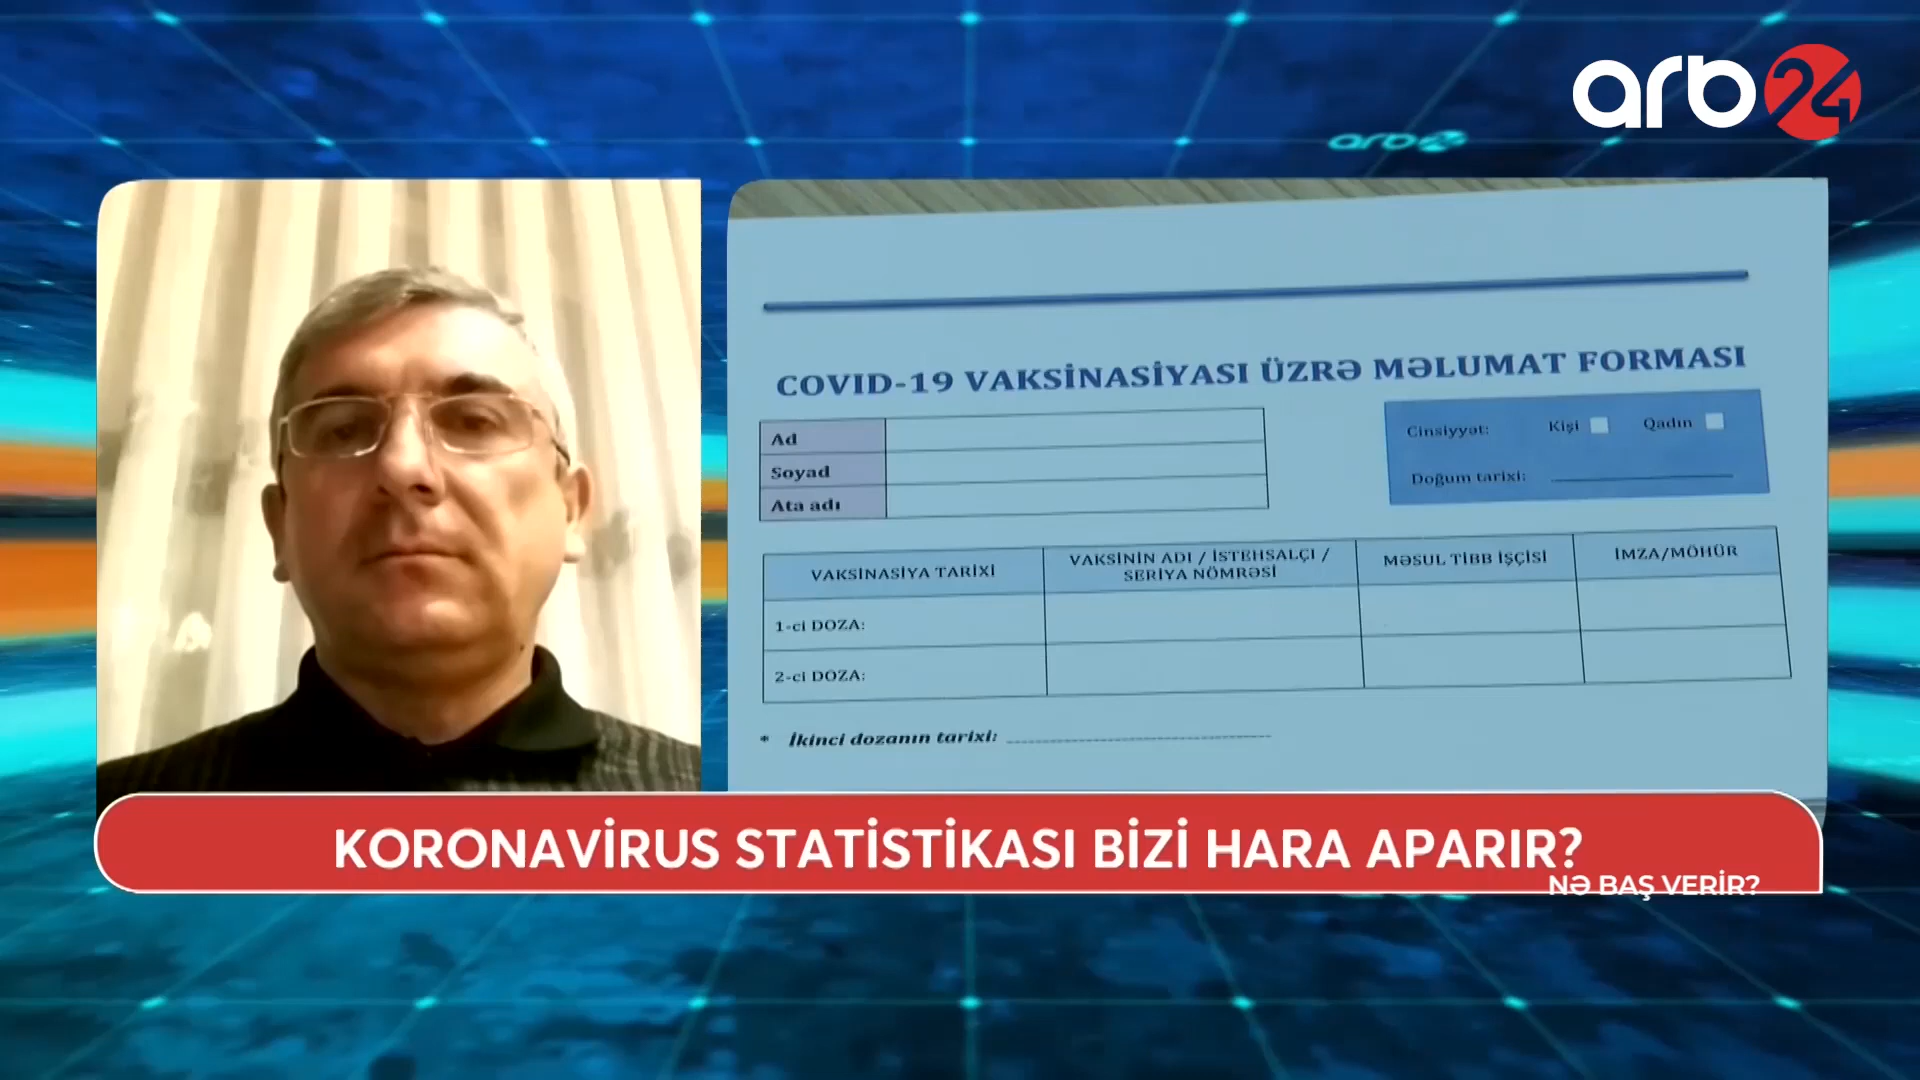 arb24
arb24
COVID-19 VAKSİNASİYASI ÜZRƏ MƏLUMAT FORMASI
Ad
Soyad
Ata adı
Cinsiyyət: Kişi Qadın
Doğum tarixi:
VAKSİNASİYA TARİXİ
VAKSİNİN ADI / İSTEHSALÇI /
SERİYA NÖMRƏSİ
MƏSUL TİBB İŞÇİSİ
İMZA/MÖHÜR
1-ci DOZA:
2-ci DOZA:
* İkinci dozanın tarixi:
KORONAVİRUS STATİSTİKASI BİZİ HARA APARIR?
NƏ BAŞ VERİR?